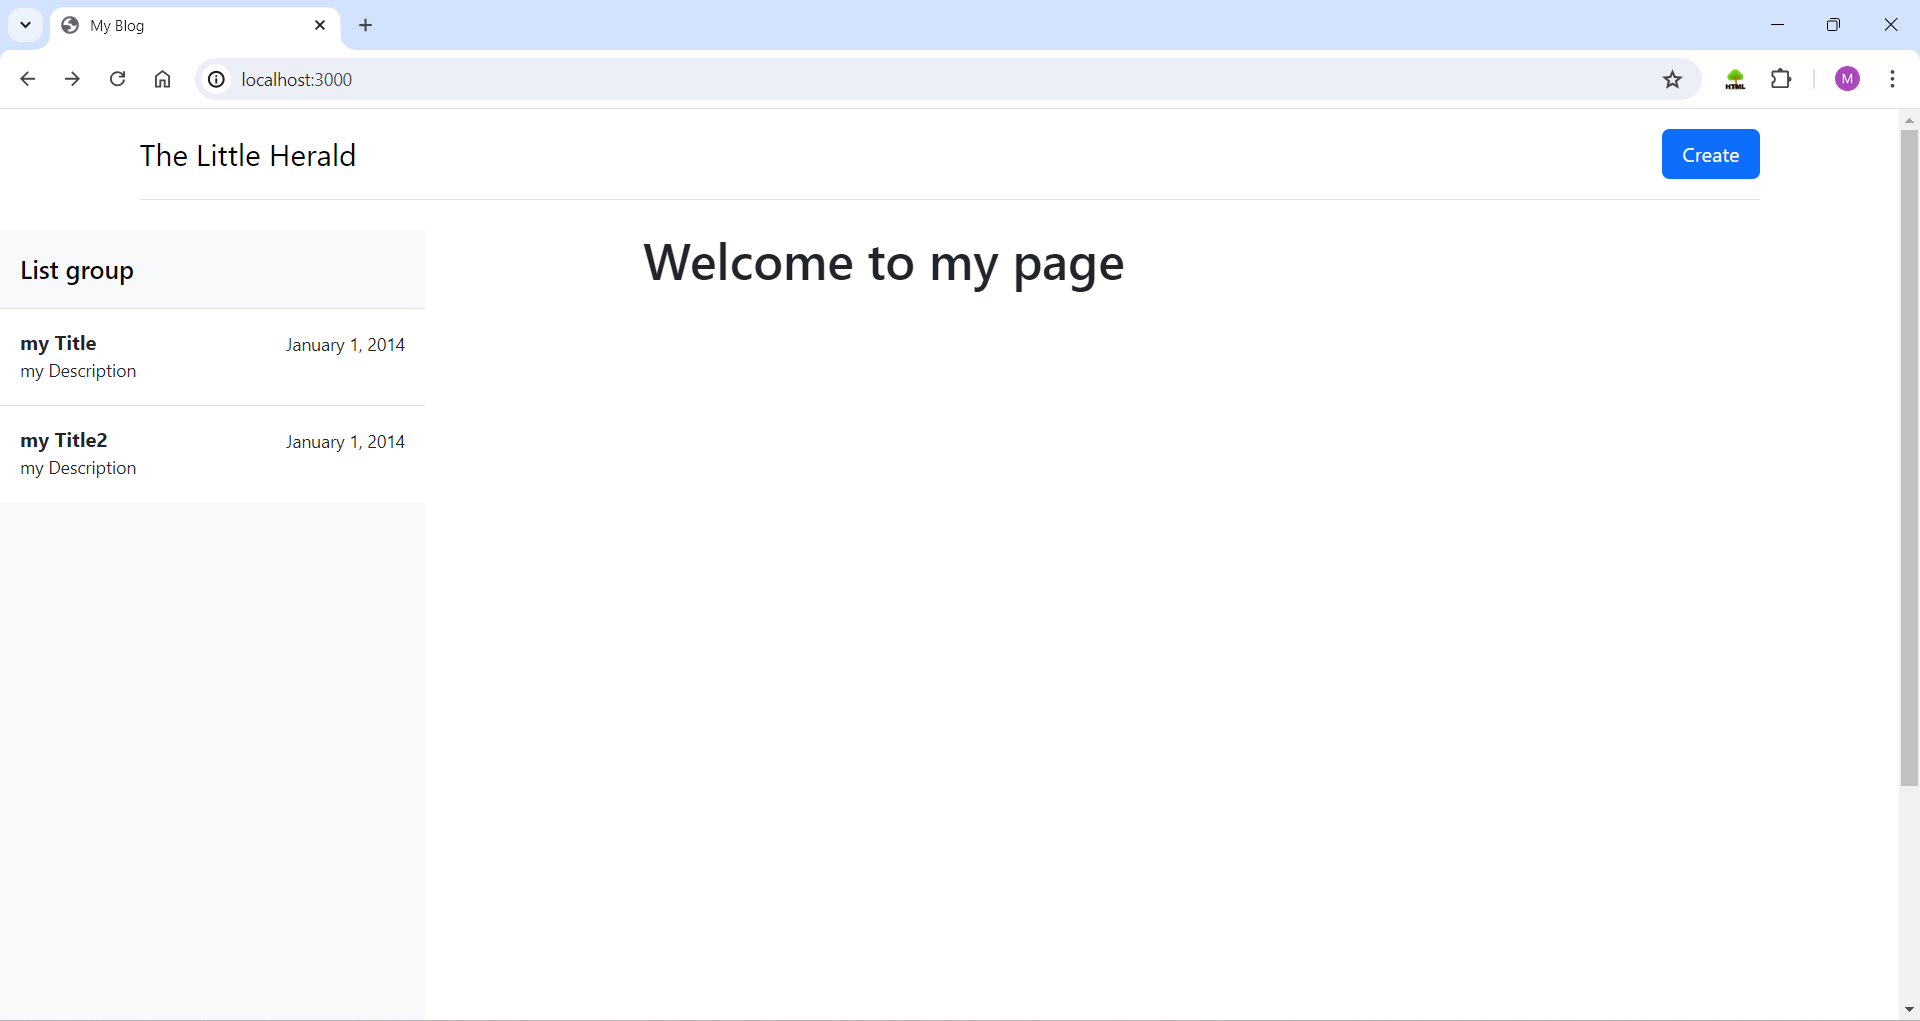 My Blog
localhost:3000
HTML
M
The Little Herald
Create
List group
Welcome to my page
my Title January 1, 2014
my Description
my Title2 January 1, 2014
my Description